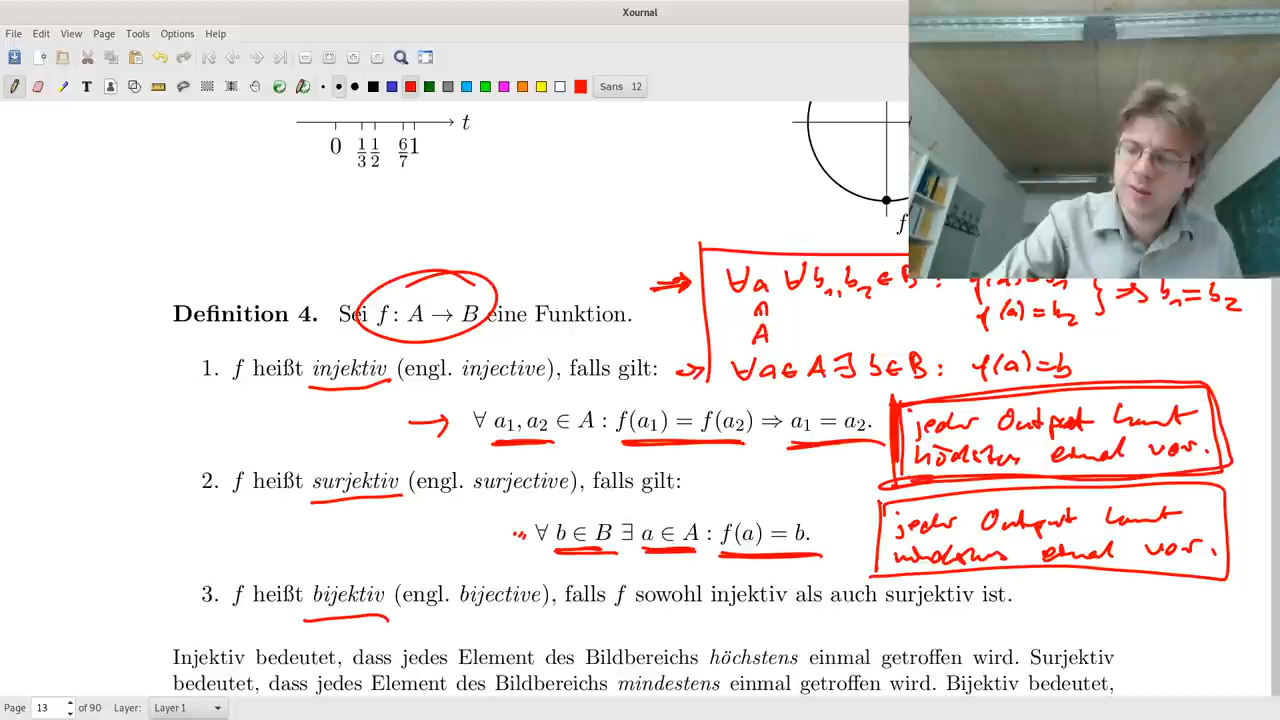 Xournal
File Edit View Page Tools Options Help
Sans 12
t
0 1/3 1/2 6/7 1
f
∀a ∀b₁, b₂ ∈ B:
∈
A
φ(a) = b₂ } ⇒ b₁ = b₂
Definition 4. Sei f : A → B eine Funktion.
1. f heißt injektiv (engl. injective), falls gilt:
→ ∀a ∈ A ∃ b ∈ B: φ(a) = b
→ ∀ a₁, a₂ ∈ A : f(a₁) = f(a₂) ⇒ a₁ = a₂.
jeder Output kommt
höchstens einmal vor.
2. f heißt surjektiv (engl. surjective), falls gilt:
∀ b ∈ B ∃ a ∈ A : f(a) = b.
jeder Output kommt
mindestens einmal vor.
3. f heißt bijektiv (engl. bijective), falls f sowohl injektiv als auch surjektiv ist.
Injektiv bedeutet, dass jedes Element des Bildbereichs höchstens einmal getroffen wird. Surjektiv
bedeutet, dass jedes Element des Bildbereichs mindestens einmal getroffen wird. Bijektiv bedeutet,
Page 13 of 90 Layer: Layer 1